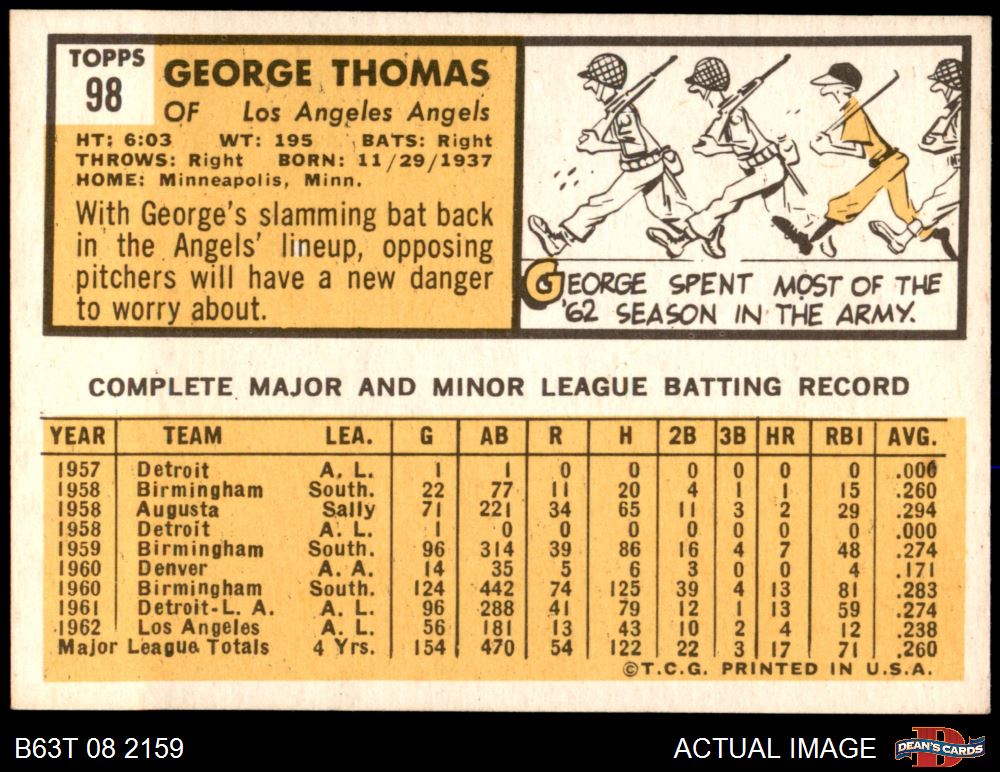 TOPPS
98
GEORGE THOMAS
OF Los Angeles Angels
HT: 6:03 WT: 195 BATS: Right
THROWS: Right BORN: 11/29/1937
HOME: Minneapolis, Minn.
With George's slamming bat back
in the Angels' lineup, opposing
pitchers will have a new danger
to worry about.
GEORGE SPENT MOST OF THE
'62 SEASON IN THE ARMY.
COMPLETE MAJOR AND MINOR LEAGUE BATTING RECORD
YEAR TEAM LEA. G AB R H 2B 3B HR RBI AVG.
1957 Detroit A. L. 1 1 0 0 0 0 0 0 .000
1958 Birmingham South. 22 77 11 20 4 1 1 15 .260
1958 Augusta Sally 71 221 34 65 11 3 2 29 .294
1958 Detroit A. L. 1 0 0 0 0 0 0 0 .000
1959 Birmingham South. 96 314 39 86 16 4 7 48 .274
1960 Denver A. A. 14 35 5 6 3 0 0 4 .171
1960 Birmingham South. 124 442 74 125 39 4 13 81 .283
1961 Detroit-L. A. A. L. 96 288 41 79 12 1 13 59 .274
1962 Los Angeles A. L. 56 181 13 43 10 2 4 12 .238
Major League Totals 4 Yrs. 154 470 54 122 22 3 17 71 .260
©T.C.G. PRINTED IN U.S.A.
B63T 08 2159 ACTUAL IMAGE DEAN'S CARDS